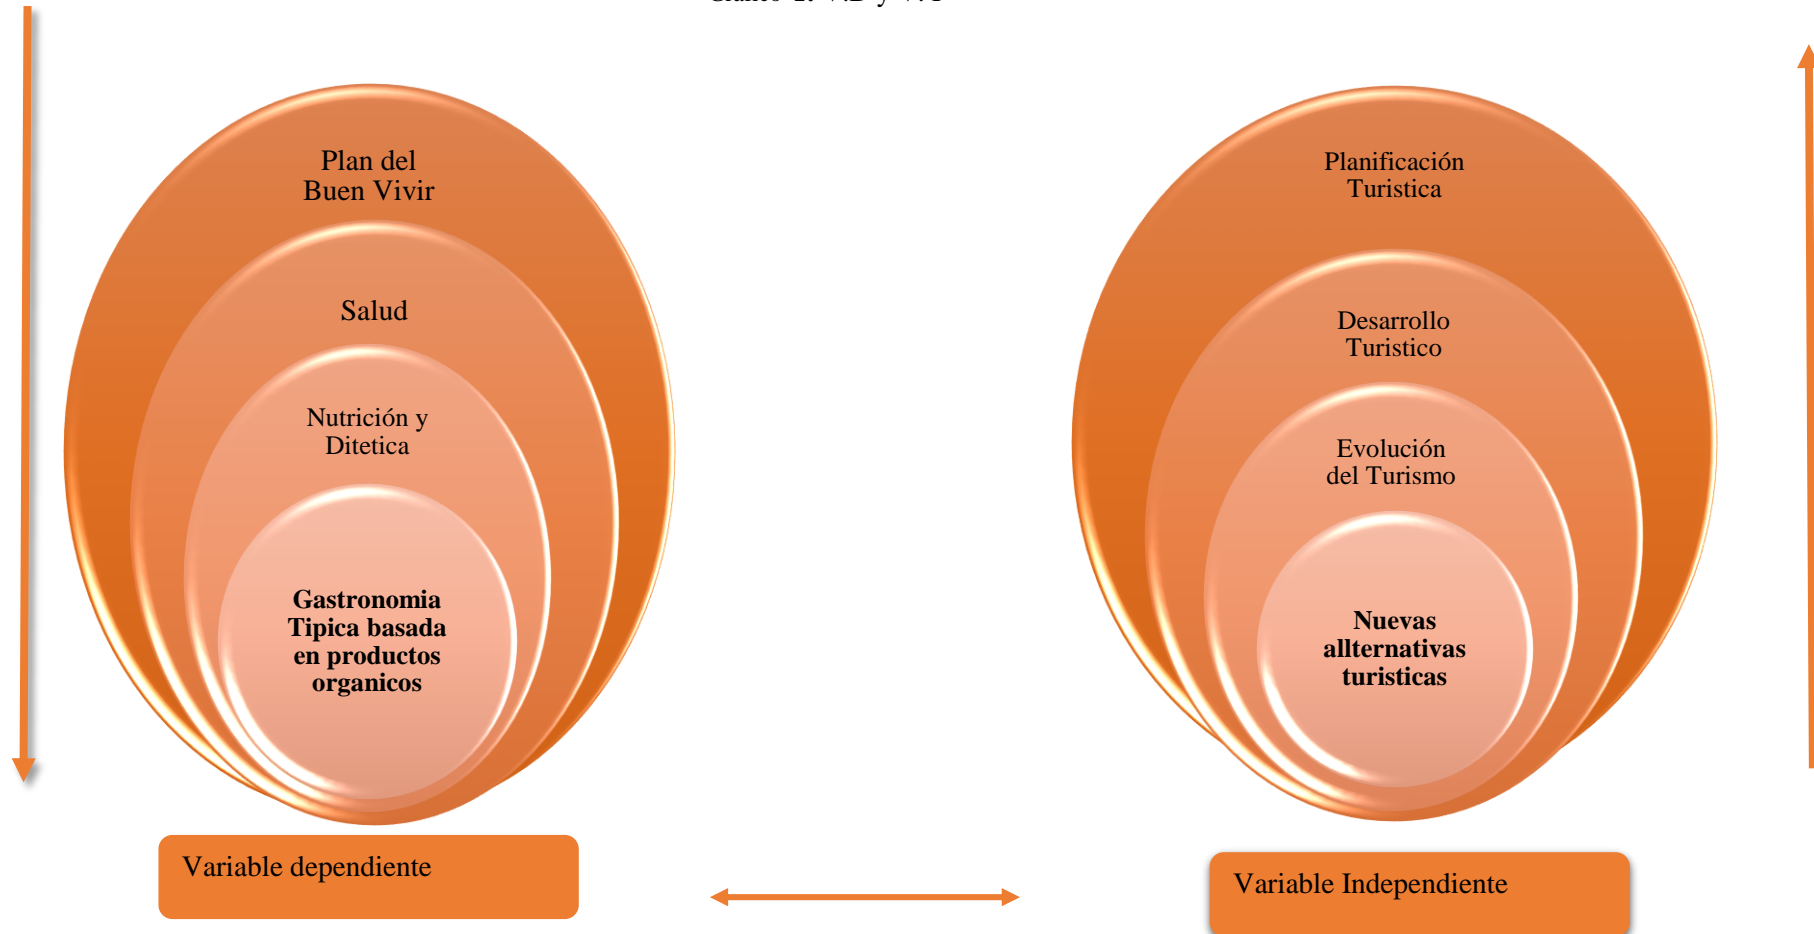 Plan del
Buen Vivir
Salud
Nutrición y
Ditetica
Gastronomia
Tipica basada
en productos
organicos
Variable dependiente
Planificación
Turistica
Desarrollo
Turistico
Evolución
del Turismo
Nuevas
allternativas
turisticas
Variable Independiente